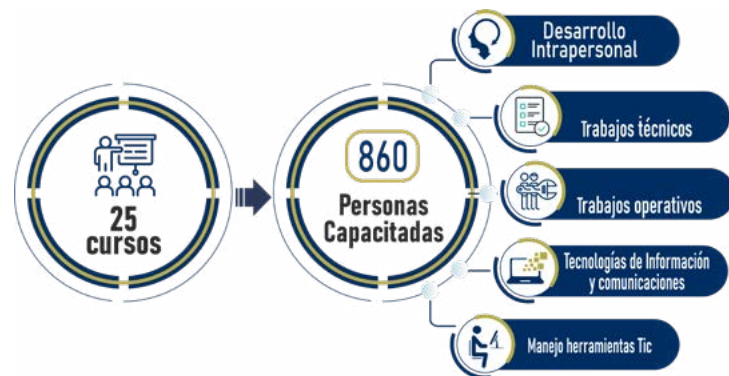 25
cursos
860
Personas
Capacitadas
Desarrollo
Intrapersonal
Trabajos técnicos
Trabajos operativos
Tecnologías de Información
y comunicaciones
Manejo herramientas Tic